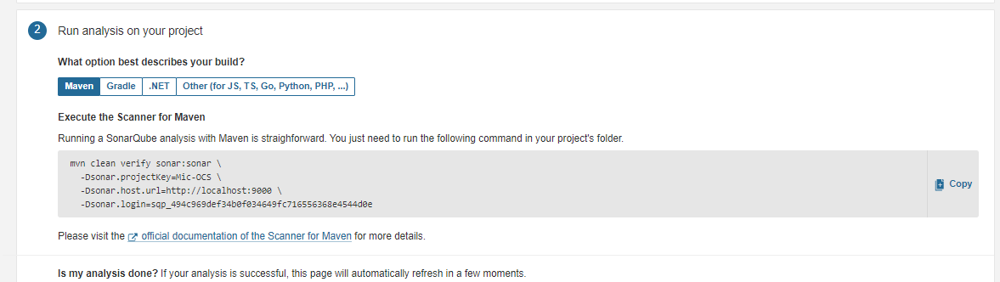 2 Run analysis on your project
What option best describes your build?
Maven Gradle .NET Other (for JS, TS, Go, Python, PHP, ...)
Execute the Scanner for Maven
Running a SonarQube analysis with Maven is straighforward. You just need to run the following command in your project's folder.
mvn clean verify sonar:sonar \
-Dsonar.projectKey=Mic-OCS \
-Dsonar.host.url=http://localhost:9000 \
-Dsonar.login=sqp_494c969def34b0f034649fc716556368e4544d0e
Copy
Please visit the official documentation of the Scanner for Maven for more details.
Is my analysis done? If your analysis is successful, this page will automatically refresh in a few moments.